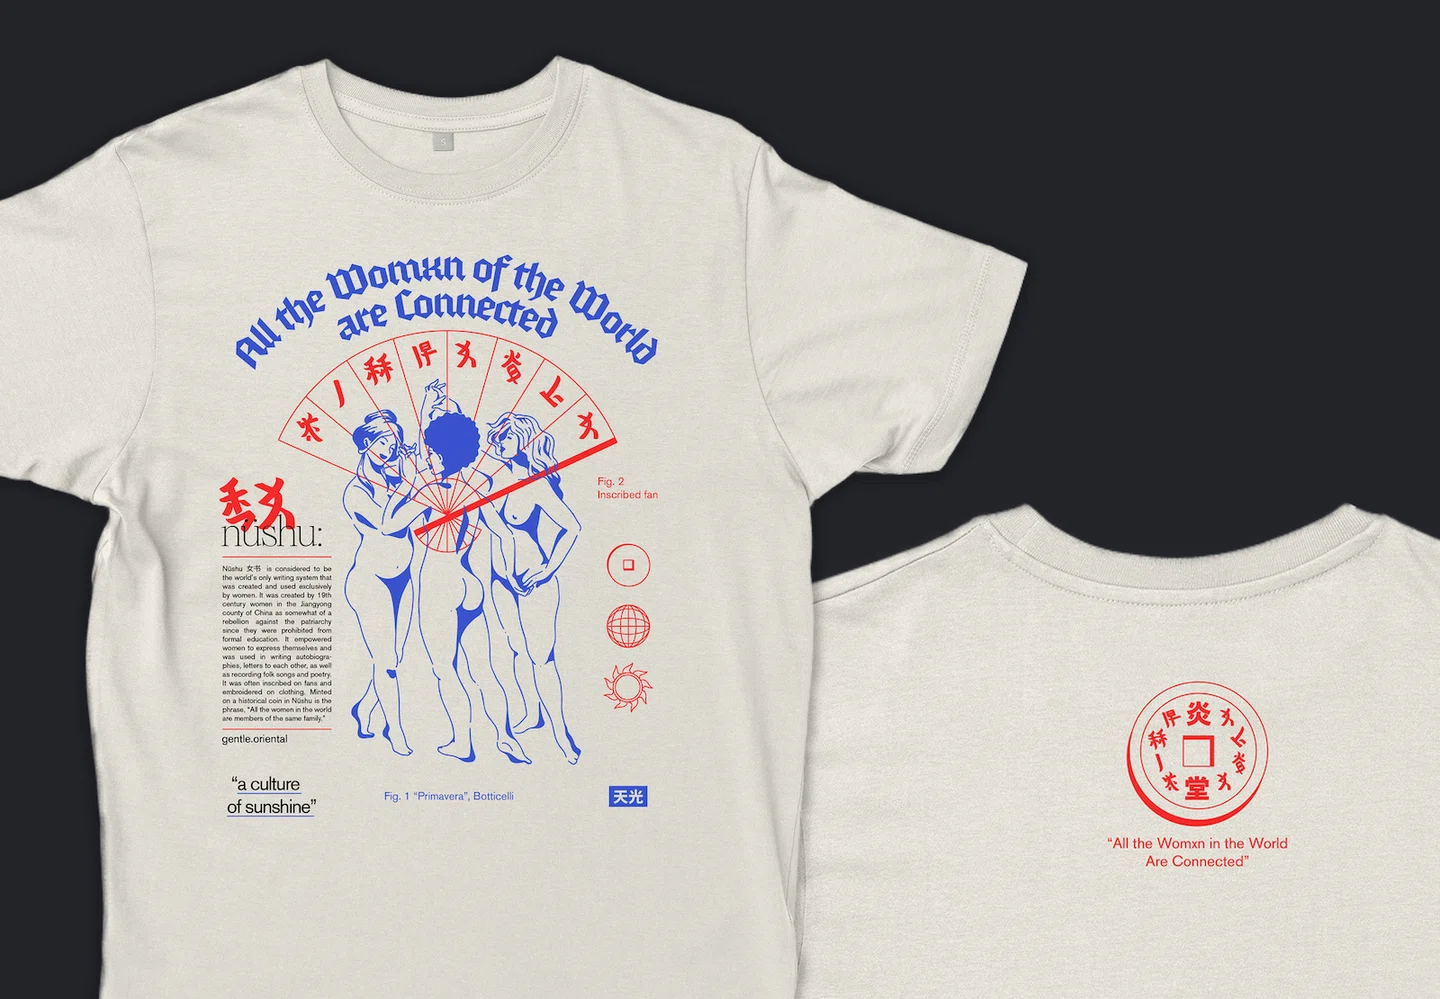 All the Womxn of the World
are Connected
nüshu:
Nüshu 女书 is considered to be
the world's only writing system that
was created and used exclusively
by women. It was created by 19th
century women in the Jiangyong
county of China as somewhat of a
rebellion against the patriarchy
since they were prohibited from
formal education. It empowered
women to express themselves and
was used in writing autobiogra-
phies, letters to each other, as well
as recording folk songs and poetry.
It was often inscribed on fans and
embroidered on clothing. Minted
on a historical coin in Nüshu is the
phrase, "All the women in the world
are members of the same family."
gentle.oriental
“a culture
of sunshine”
Fig. 2
Inscribed fan
Fig. 1 “Primavera”, Botticelli
天光
炎
堂
“All the Womxn in the World
Are Connected”